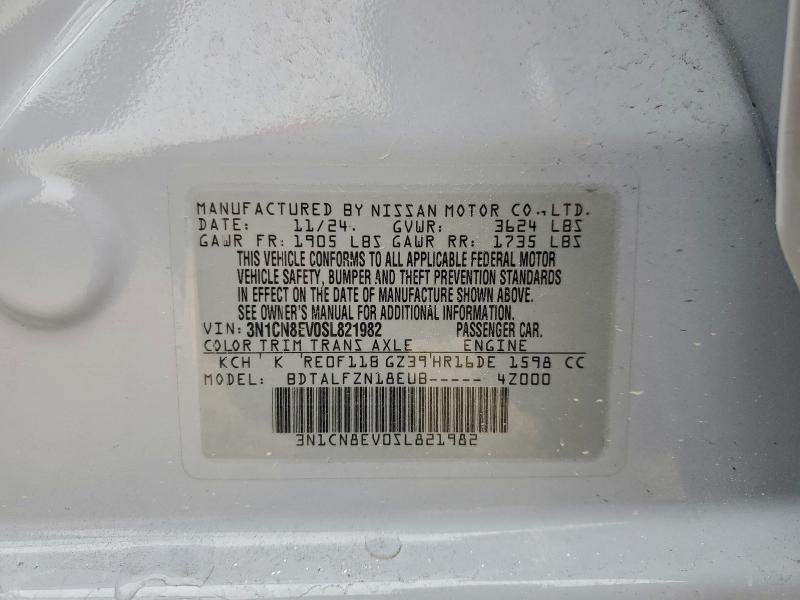 MANUFACTURED BY NISSAN MOTOR CO., LTD.
DATE: 11/24. GVWR: 3624 LBS
GAWR FR: 1905 LBS GAWR RR: 1735 LBS
THIS VEHICLE CONFORMS TO ALL APPLICABLE FEDERAL MOTOR
VEHICLE SAFETY, BUMPER AND THEFT PREVENTION STANDARDS
IN EFFECT ON THE DATE OF MANUFACTURE SHOWN ABOVE.
SEE OWNER'S MANUAL FOR ADDITIONAL INFORMATION.
VIN: 3N1CN8EV0SL821982 PASSENGER CAR.
COLOR TRIM TRANS AXLE ENGINE
KCH K RE0F11B GZ39 HR16DE 1598 CC
MODEL: BDTALFZN18EUB----- 4Z000
3N1CN8EV0SL821982